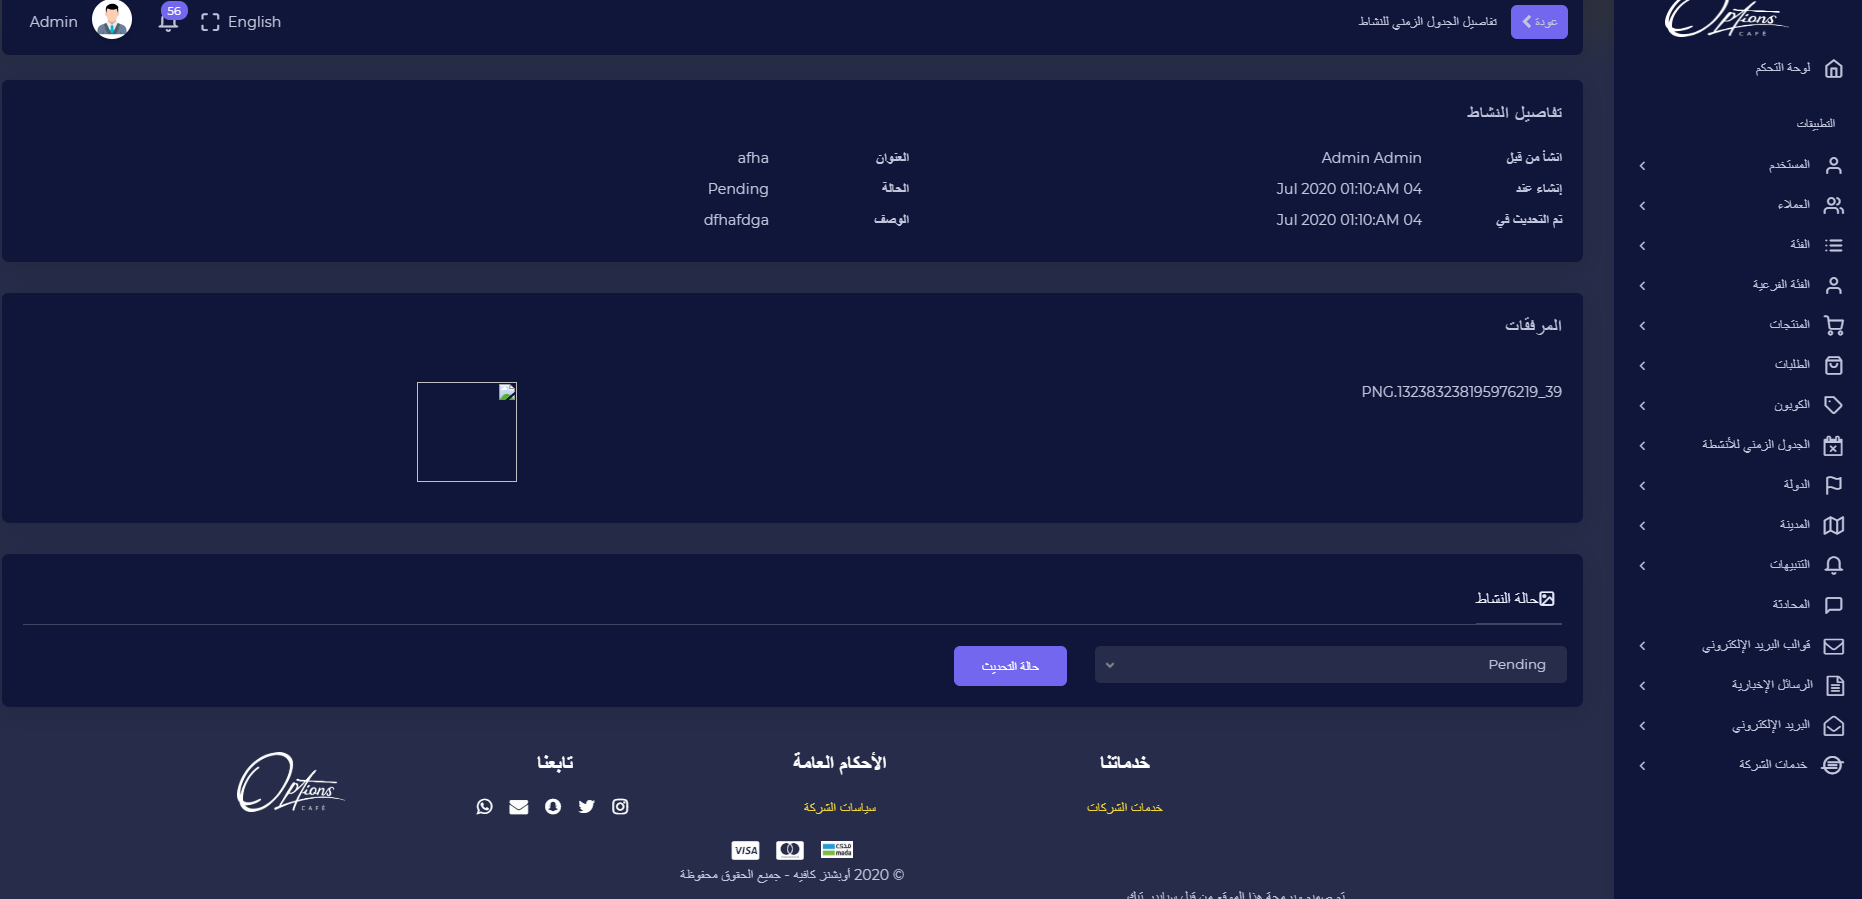 Admin
56
English
تفاصيل الجدول الزمني للنشاط
عودة
Options
CAFÉ
لوحة التحكم
التطبيقات
المستخدم
العملاء
الفئة
الفئة الفرعية
المنتجات
الطلبات
الكوبون
الجدول الزمني للأنشطة
الدولة
المدينة
التنبيهات
المحادثة
قوالب البريد الإلكتروني
الرسائل الإخبارية
البريد الإلكتروني
خدمات الشركة
تفاصيل النشاط
انشأ من قبل Admin Admin العنوان afha
إنشاء عند Jul 2020 01:10:AM 04 الحالة Pending
تم التحديث في Jul 2020 01:10:AM 04 الوصف dfhafdga
المرفقات
PNG.132383238195976219_39
حالة النشاط
Pending
حالة التحديث
خدماتنا
خدمات الشركات
الأحكام العامة
سياسات الشركة
تابعنا
Options
CAFÉ
VISA
مدى
mada
© 2020 أوبشنز كافيه - جميع الحقوق محفوظة